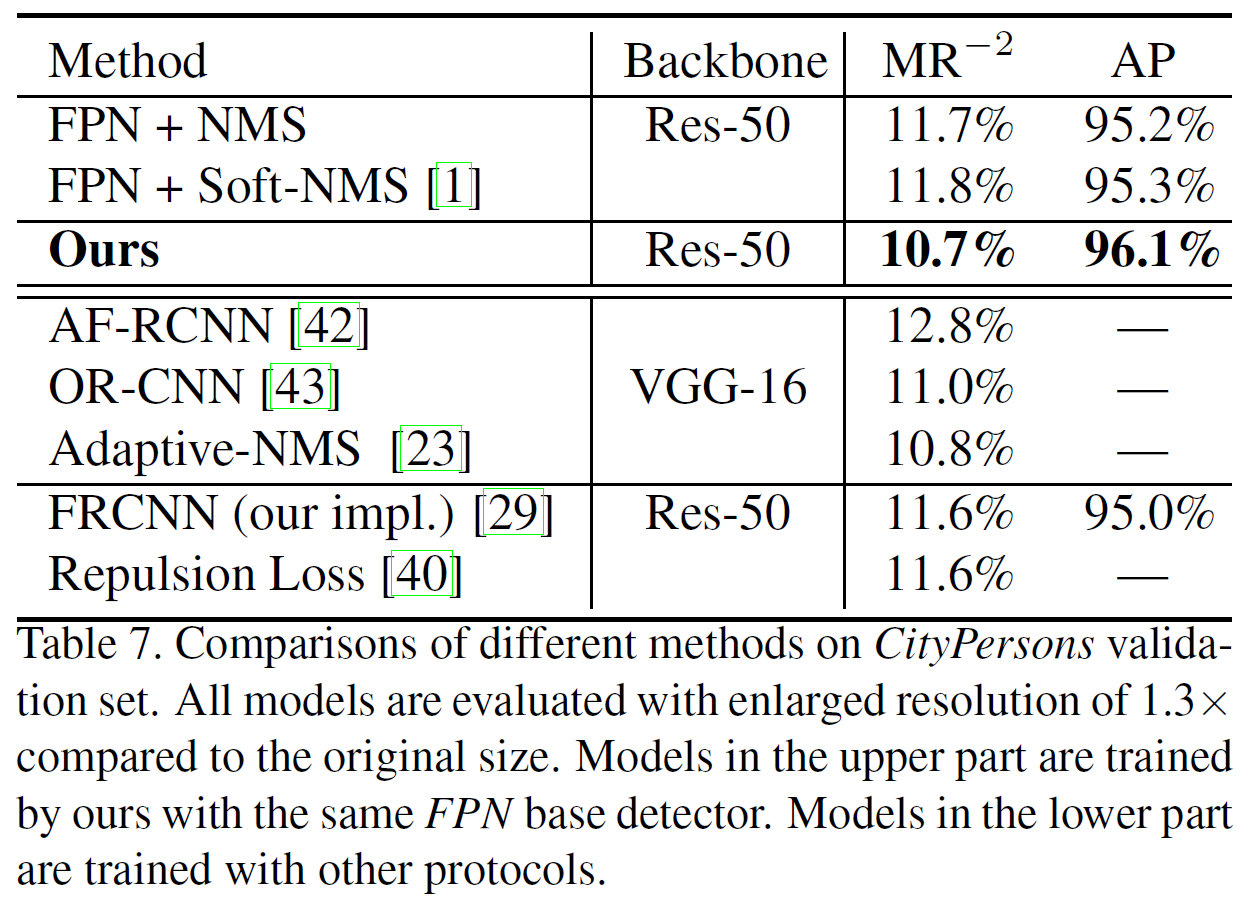 Method Backbone MR⁻² AP
FPN + NMS Res-50 11.7% 95.2%
FPN + Soft-NMS [1] 11.8% 95.3%
Ours Res-50 10.7% 96.1%
AF-RCNN [42] 12.8% —
OR-CNN [43] VGG-16 11.0% —
Adaptive-NMS [23] 10.8% —
FRCNN (our impl.) [29] Res-50 11.6% 95.0%
Repulsion Loss [40] 11.6% —
Table 7. Comparisons of different methods on CityPersons valida-
tion set. All models are evaluated with enlarged resolution of 1.3×
compared to the original size. Models in the upper part are trained
by ours with the same FPN base detector. Models in the lower part
are trained with other protocols.